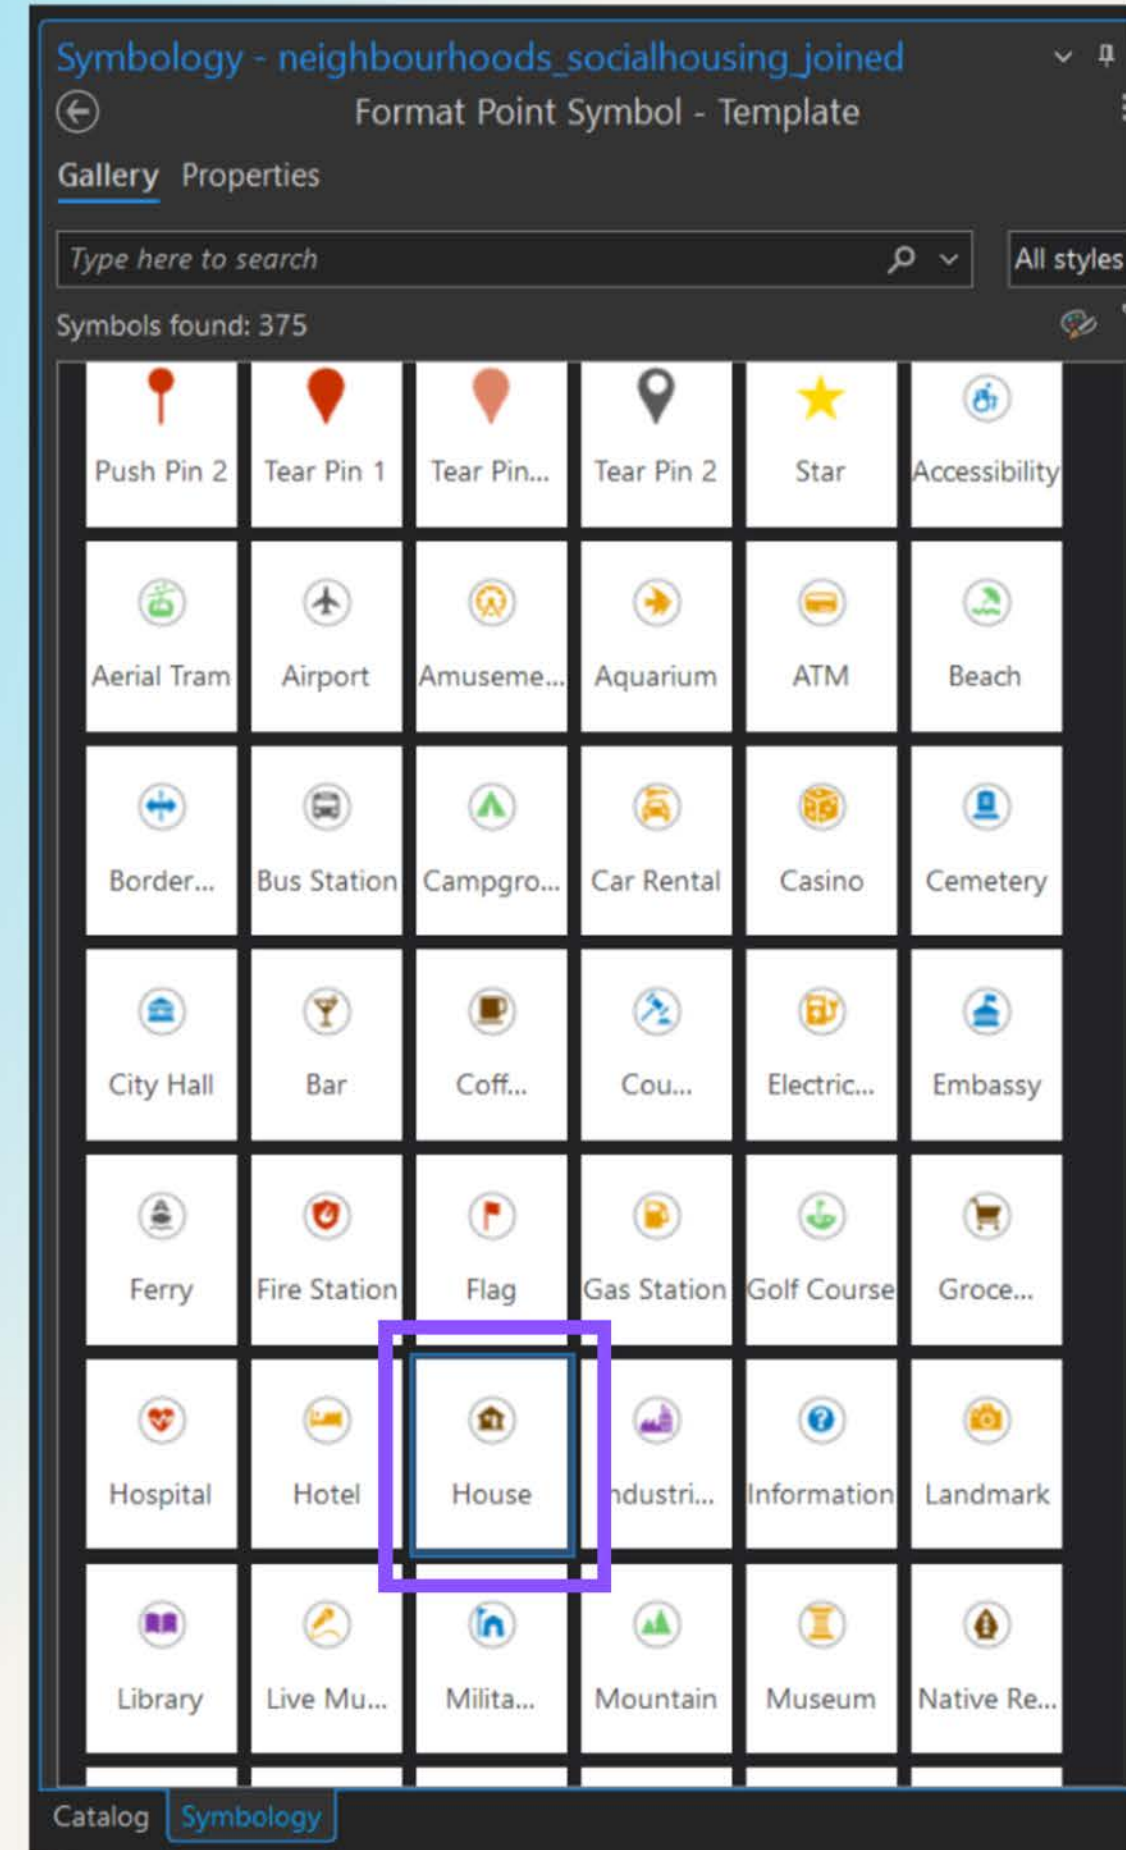 Symbology - neighbourhoods_socialhousing_joined
Format Point Symbol - Template
Gallery Properties
Type here to search
All styles
Symbols found: 375
Push Pin 2 Tear Pin 1 Tear Pin... Tear Pin 2 Star Accessibility
Aerial Tram Airport Amuseme... Aquarium ATM Beach
Border... Bus Station Campgro... Car Rental Casino Cemetery
City Hall Bar Coff... Cou... Electric... Embassy
Ferry Fire Station Flag Gas Station Golf Course Groce...
Hospital Hotel House ndustri... Information Landmark
Library Live Mu... Milita... Mountain Museum Native Re...
Catalog Symbology